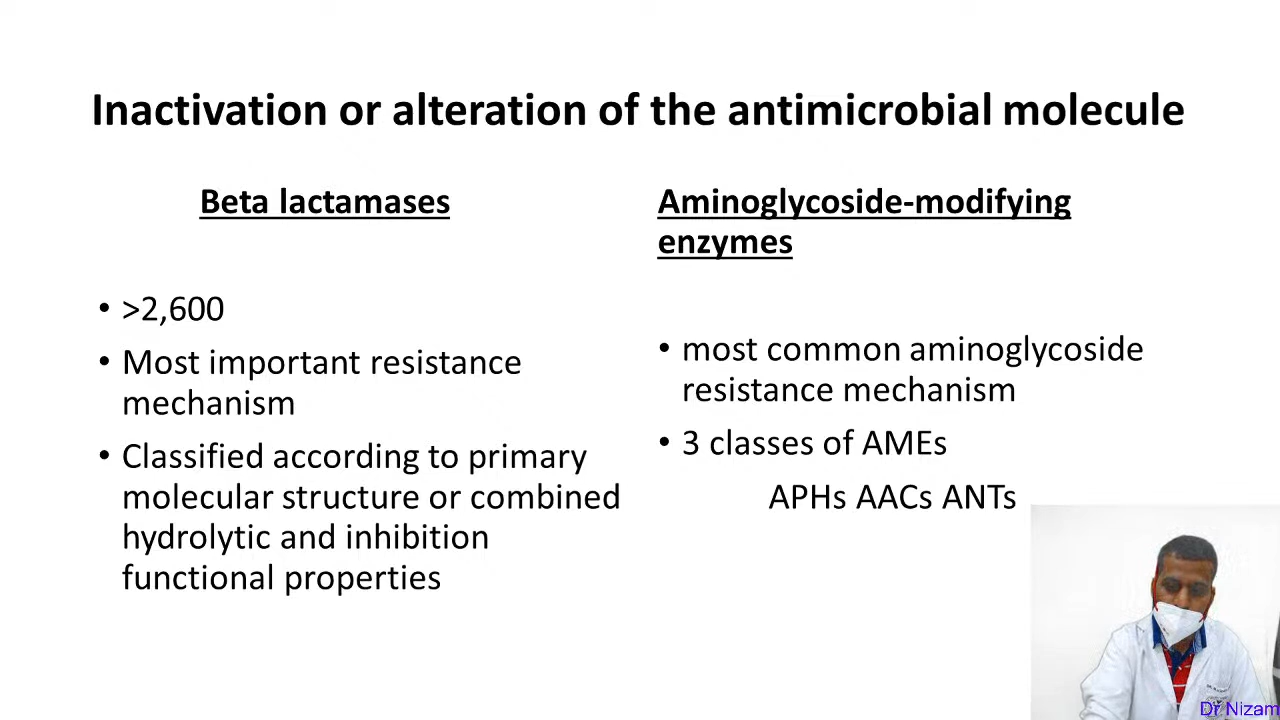 Inactivation or alteration of the antimicrobial molecule
Beta lactamases
• >2,600
• Most important resistance
mechanism
• Classified according to primary
molecular structure or combined
hydrolytic and inhibition
functional properties
Aminoglycoside-modifying
enzymes
• most common aminoglycoside
resistance mechanism
• 3 classes of AMEs
APHs AACs ANTs
Dr Nizam